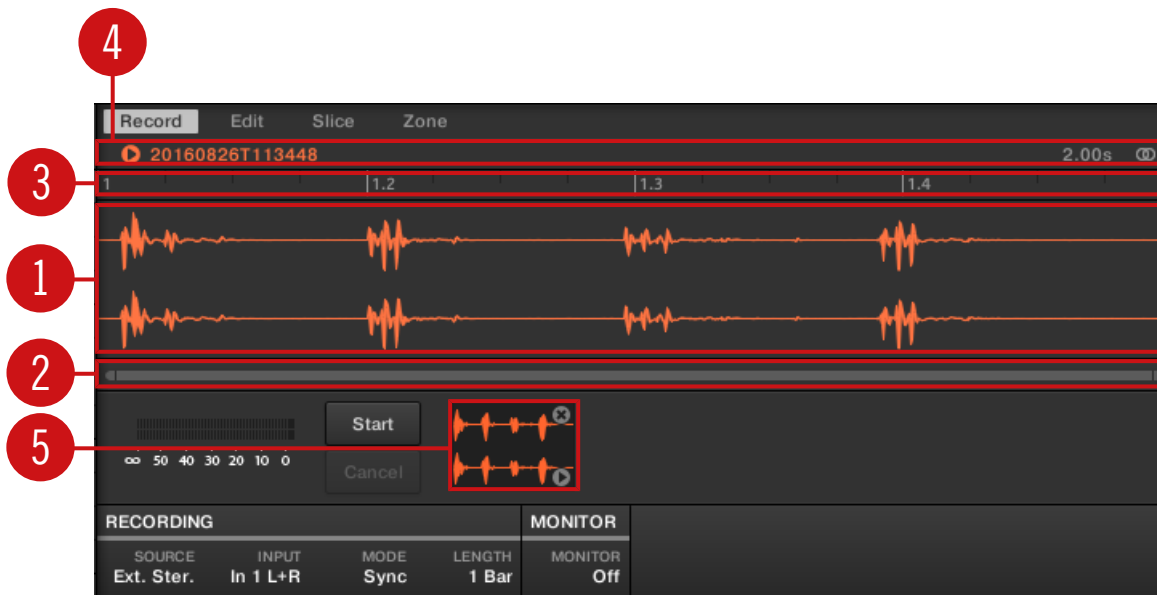 4
Record Edit Slice Zone
20160826T113448 2.00s
3
1 1.2 1.3 1.4
1
2
Start
5
∞ 50 40 30 20 10 0
Cancel
RECORDING MONITOR
SOURCE INPUT MODE LENGTH MONITOR
Ext. Ster. In 1 L+R Sync 1 Bar Off